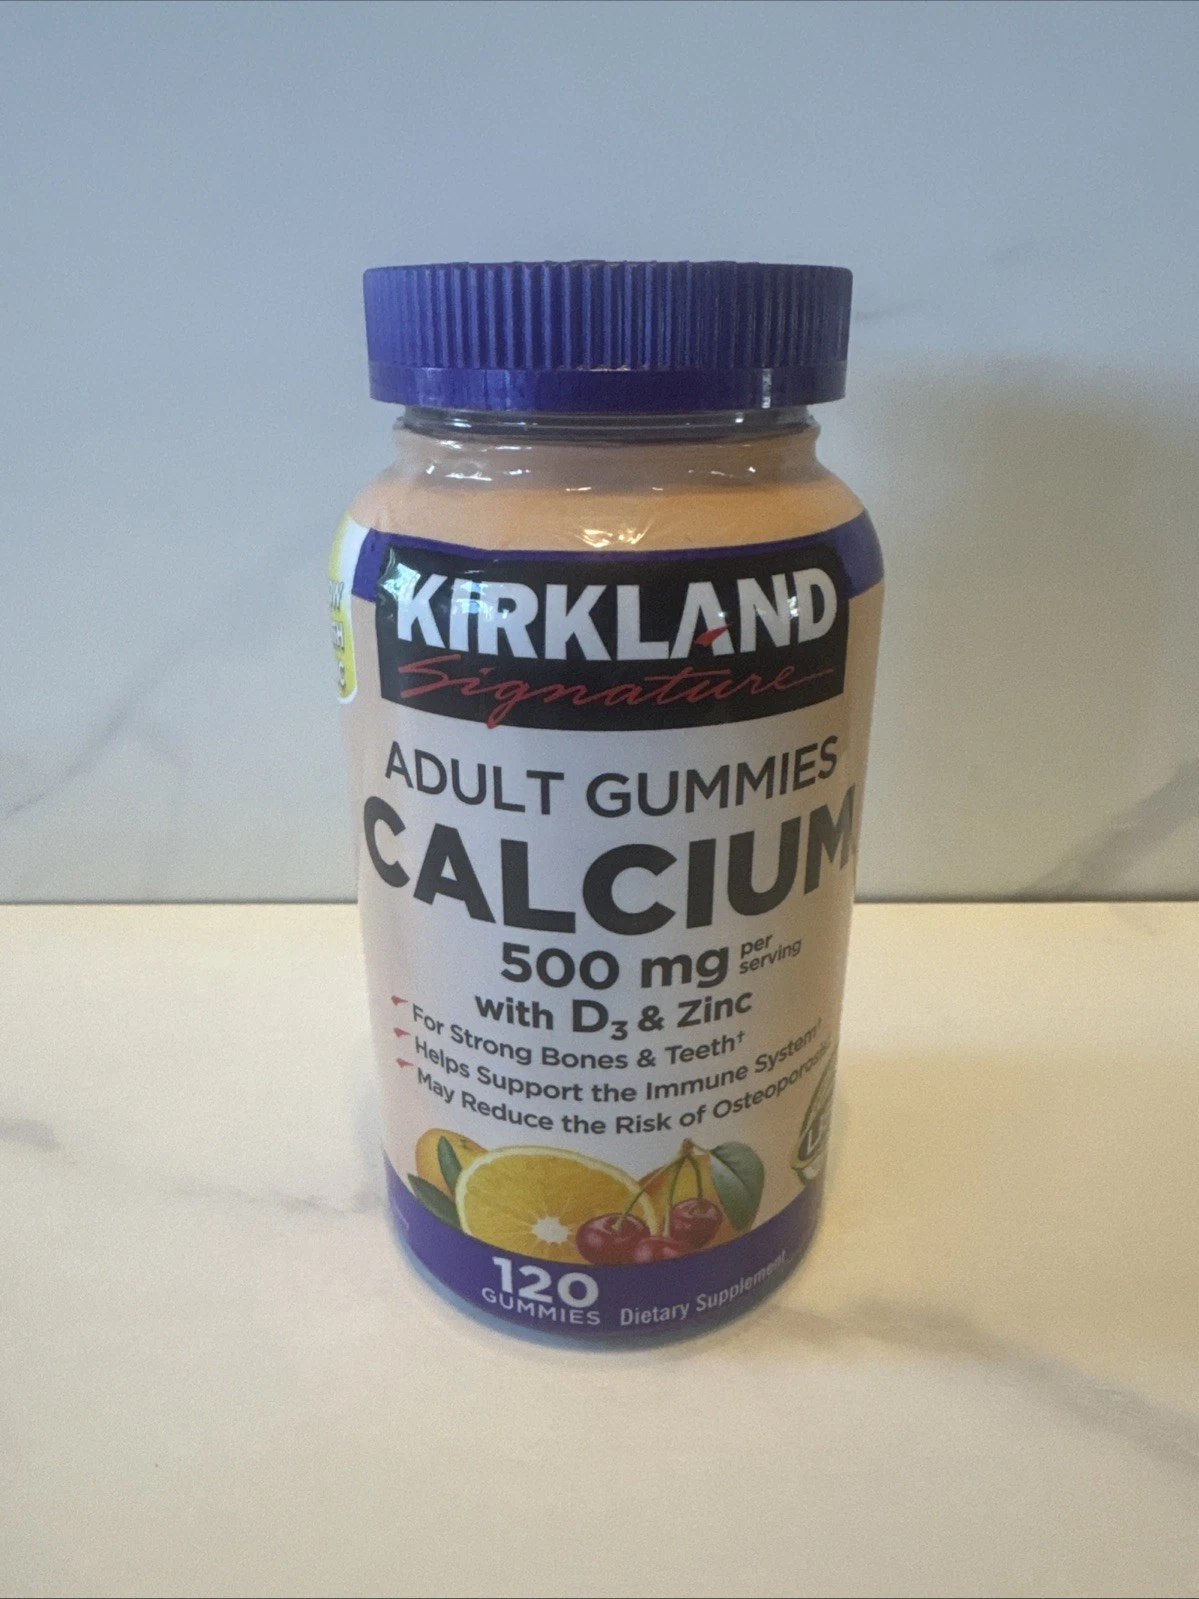 KIRKLAND
Signature
ADULT GUMMIES
CALCIUM
500 mg per serving
with D₃ & Zinc
For Strong Bones & Teeth†
Helps Support the Immune System†
May Reduce the Risk of
120
GUMMIES
Dietary Supplement